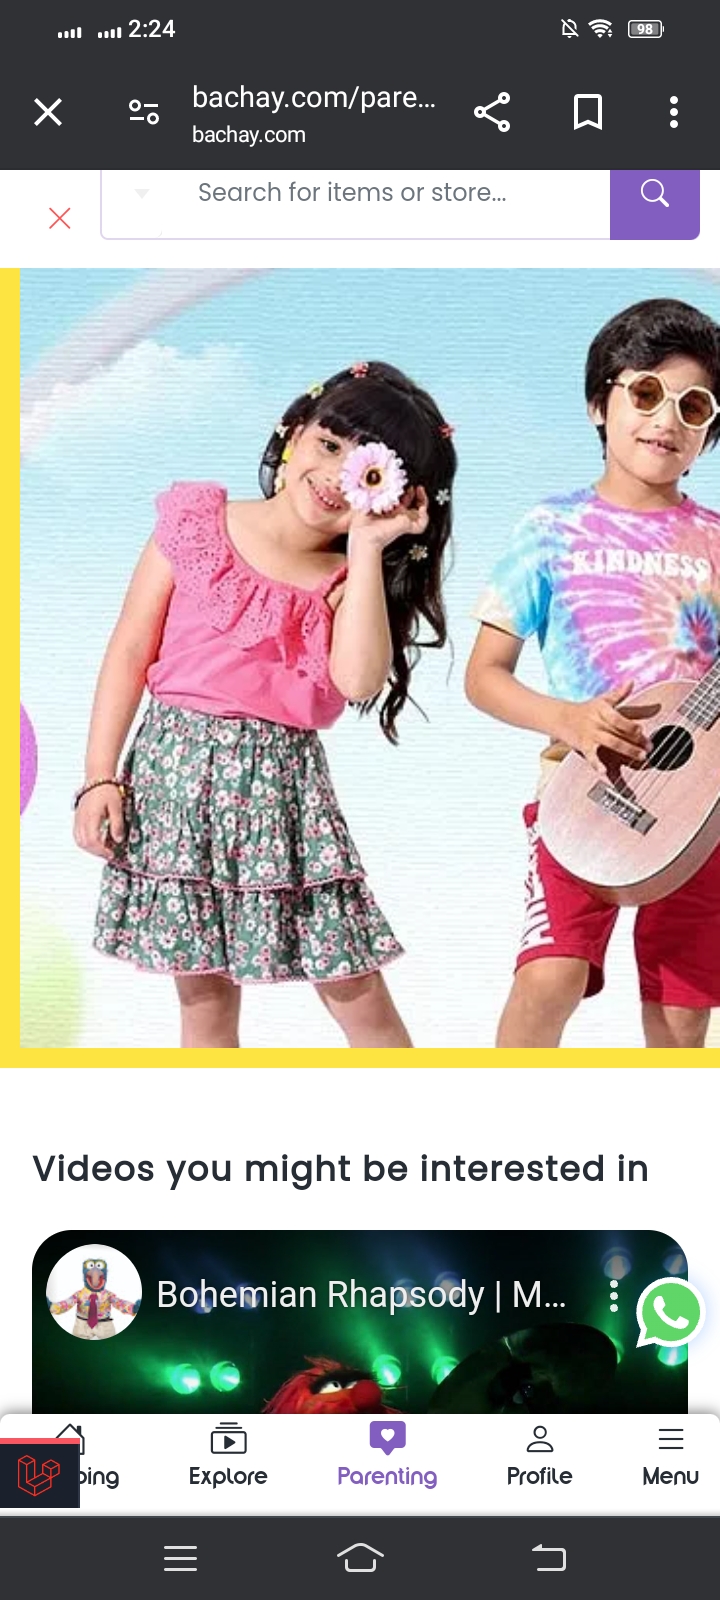 2:24
98
bachay.com/pare...
bachay.com
Search for items or store...
KINDNESS
Videos you might be interested in
Bohemian Rhapsody | M...
ping
Explore
Parenting
Profile
Menu